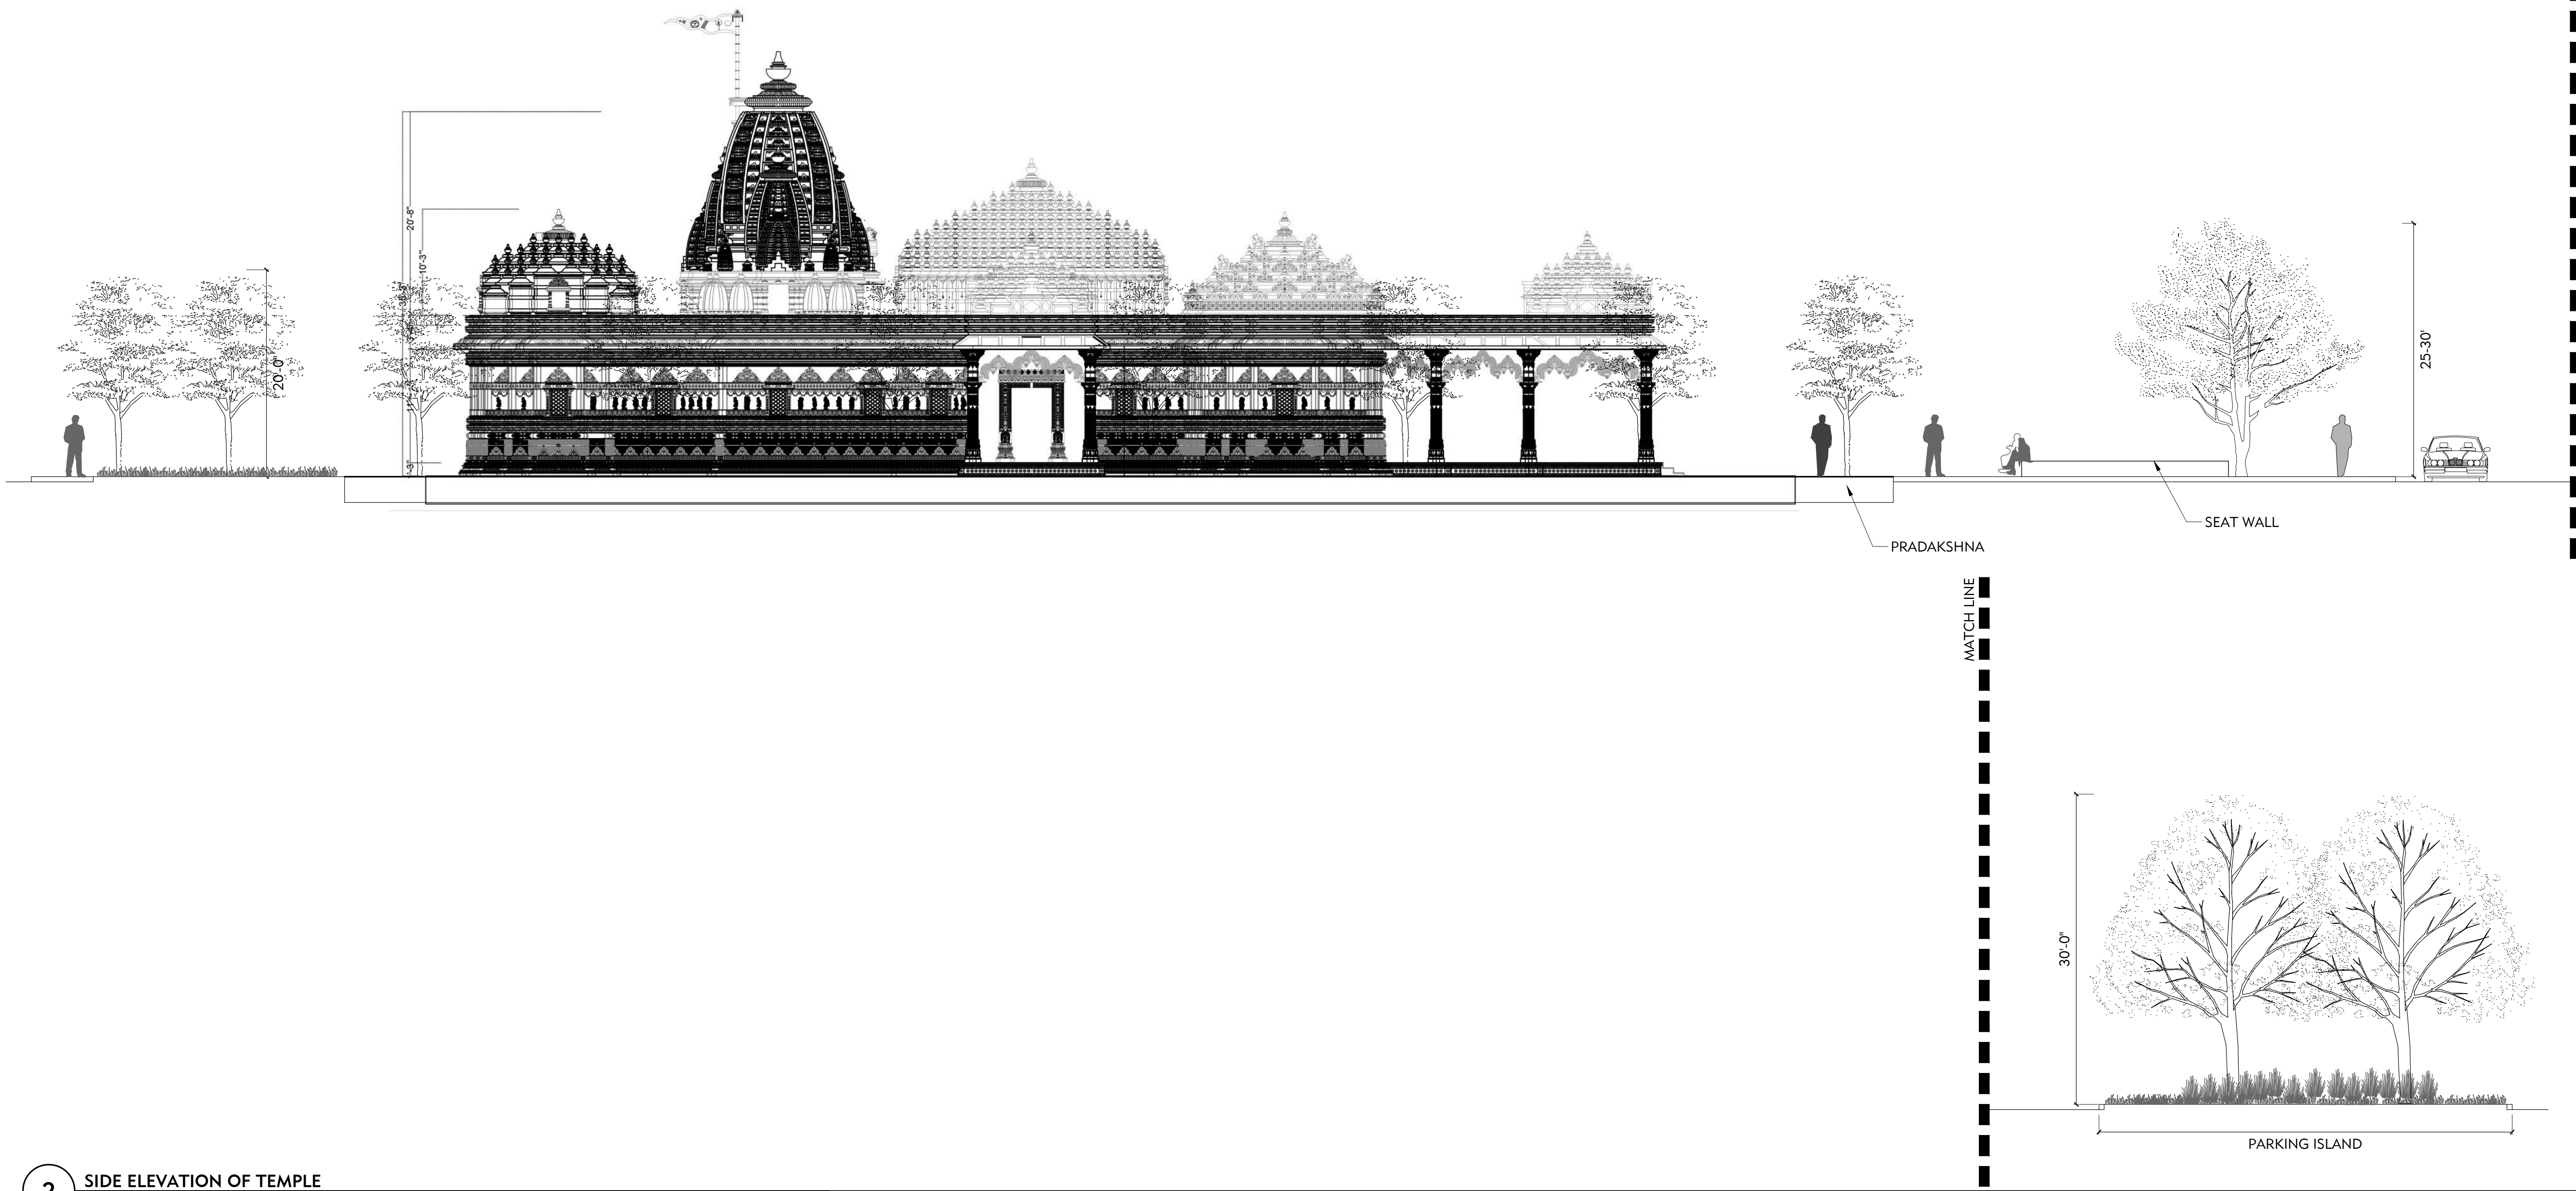 20'-8"
10'-3"
20'-0"
25-30'
SEAT WALL
PRADAKSHNA
MATCH LINE
30'-0"
PARKING ISLAND
SIDE ELEVATION OF TEMPLE